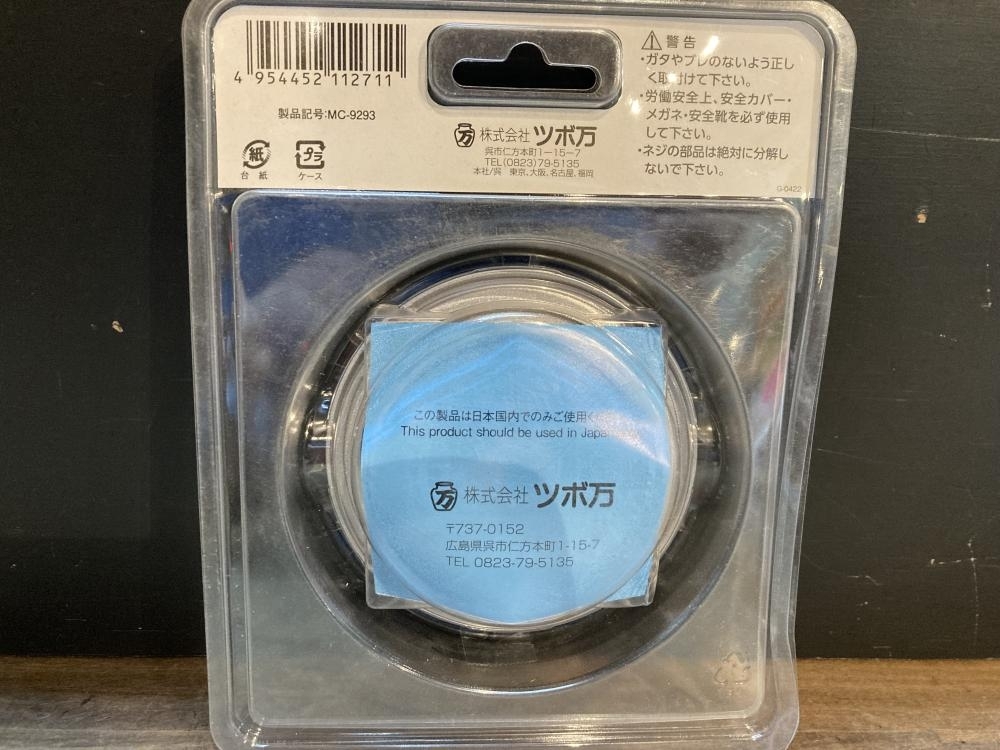 4 954452 112711
製品記号:MC-9293
紙
台紙
プラ
ケース
万 株式会社 ツボ万
呉市仁方本町1-15-7
TEL(0823)79-5135
本社/呉 東京、大阪、名古屋、福岡
警告
・ガタやブレのないよう正し
く取付けて下さい。
・労働安全上、安全カバー・
メガネ・安全靴を必ず使用
して下さい。
・ネジの部品は絶対に分解し
ないで下さい。
G-0422
この製品は日本国内でのみご使用く
This product should be used in Japa
万 株式会社 ツボ万
〒737-0152
広島県呉市仁方本町1-15-7
TEL 0823-79-5135